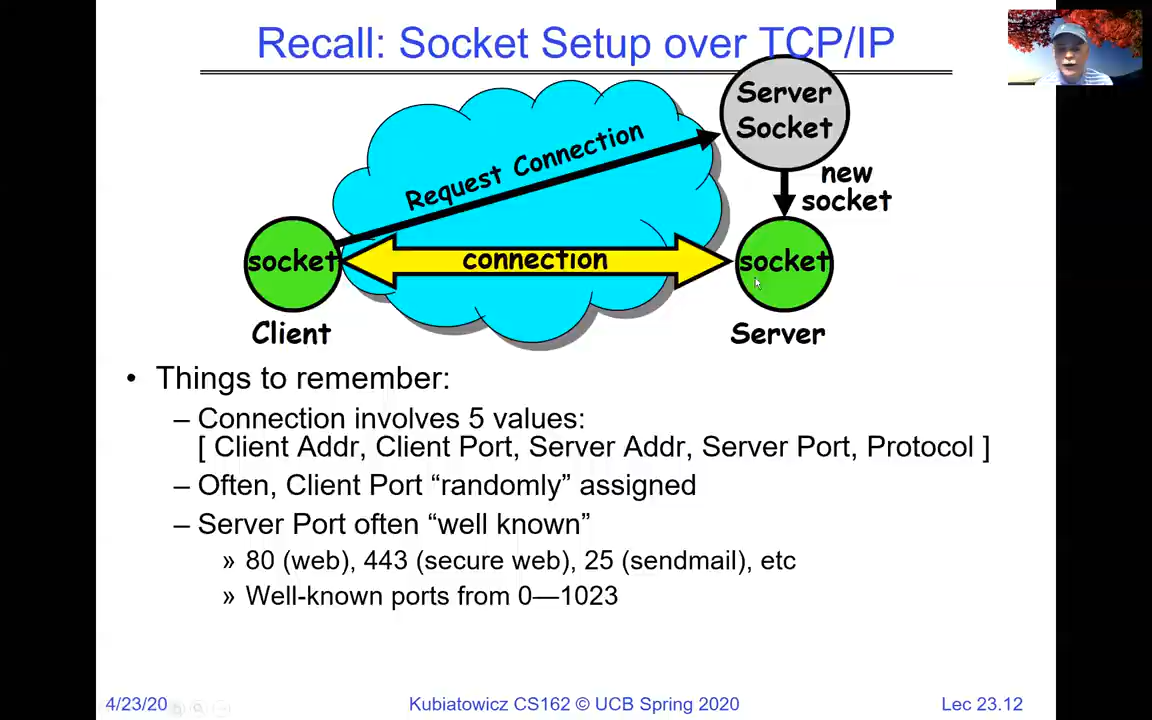 Recall: Socket Setup over TCP/IP
Server
Socket
Request Connection
new
socket
socket
connection
socket
Client
Server
• Things to remember:
– Connection involves 5 values:
[ Client Addr, Client Port, Server Addr, Server Port, Protocol ]
– Often, Client Port “randomly” assigned
– Server Port often “well known”
» 80 (web), 443 (secure web), 25 (sendmail), etc
» Well-known ports from 0—1023
4/23/20
Kubiatowicz CS162 © UCB Spring 2020
Lec 23.12